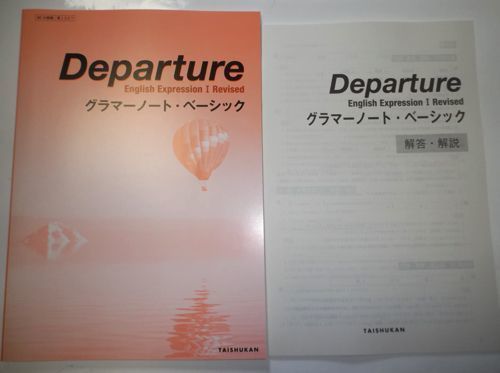 Departure
English Expression I Revised
グラマーノート・ベーシック
TAISHUKAN
Departure
English Expression I Revised
グラマーノート・ベーシック
解答・解説
TAISHUKAN